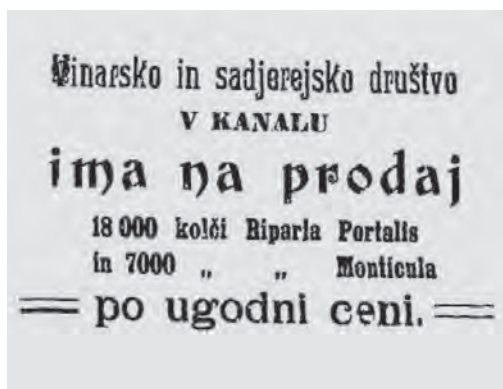 Vinarsko in sadjerejsko društvo
V KANALU
ima na prodaj
18 000 kolči Riparia Portalis
in 7000 „ „ Monticula
po ugodni ceni.